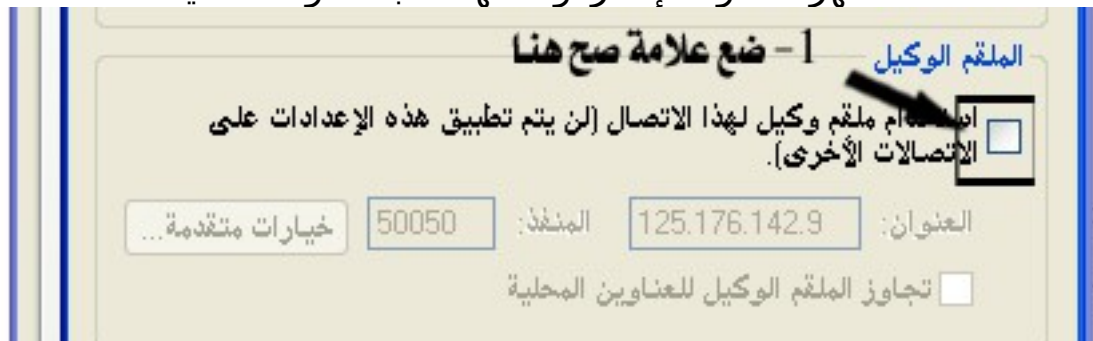 الملقم الوكيل
1- ضع علامة صح هنا
استخدام ملقم وكيل لهذا الاتصال (لن يتم تطبيق هذه الإعدادات على
الاتصالات الأخرى).
العنوان: 125.176.142.9 المنفذ: 50050 خيارات متقدمة...
تجاوز الملقم الوكيل للعناوين المحلية